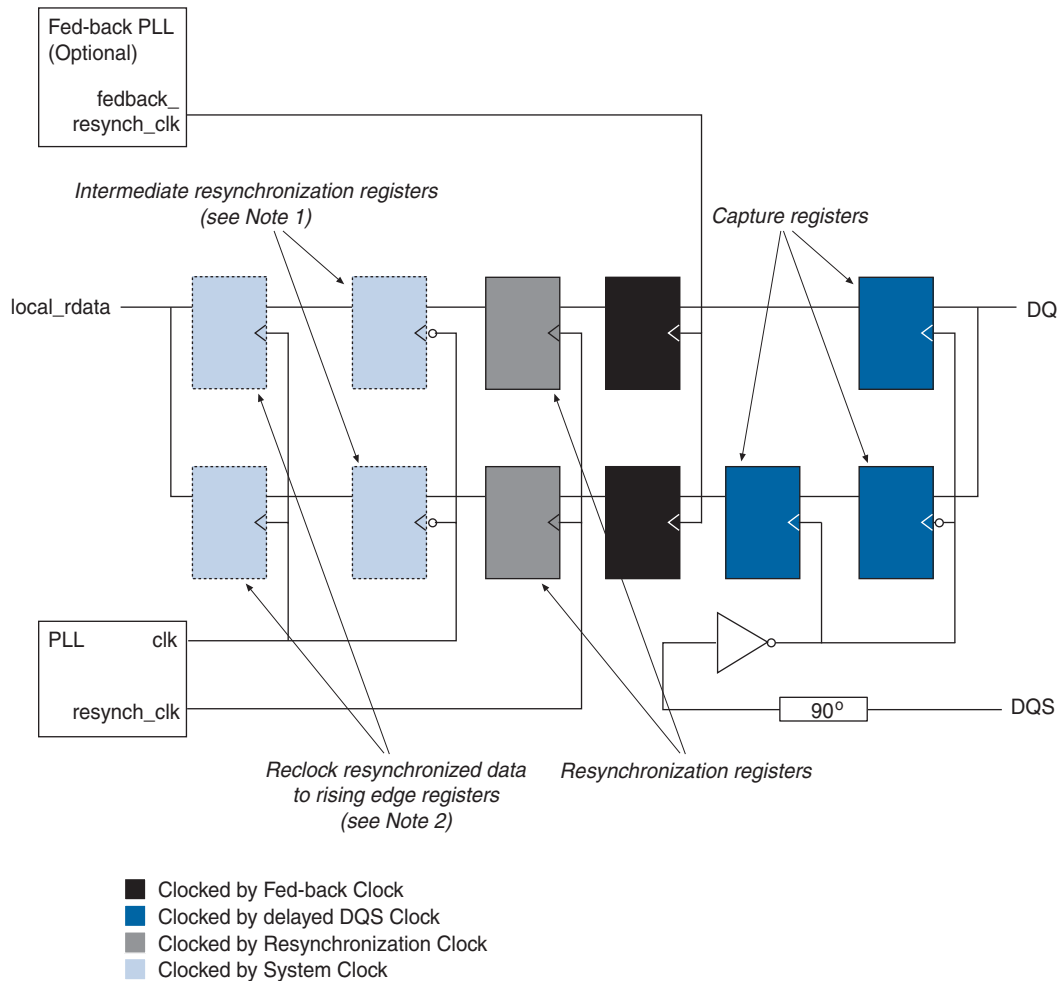 Fed-back PLL
(Optional)
fedback_
resynch_clk
Intermediate resynchronization registers
(see Note 1)
Capture registers
local_rdata
DQ
PLL
clk
resynch_clk
90°
DQS
Reclock resynchronized data
to rising edge registers
(see Note 2)
Resynchronization registers
Clocked by Fed-back Clock
Clocked by delayed DQS Clock
Clocked by Resynchronization Clock
Clocked by System Clock